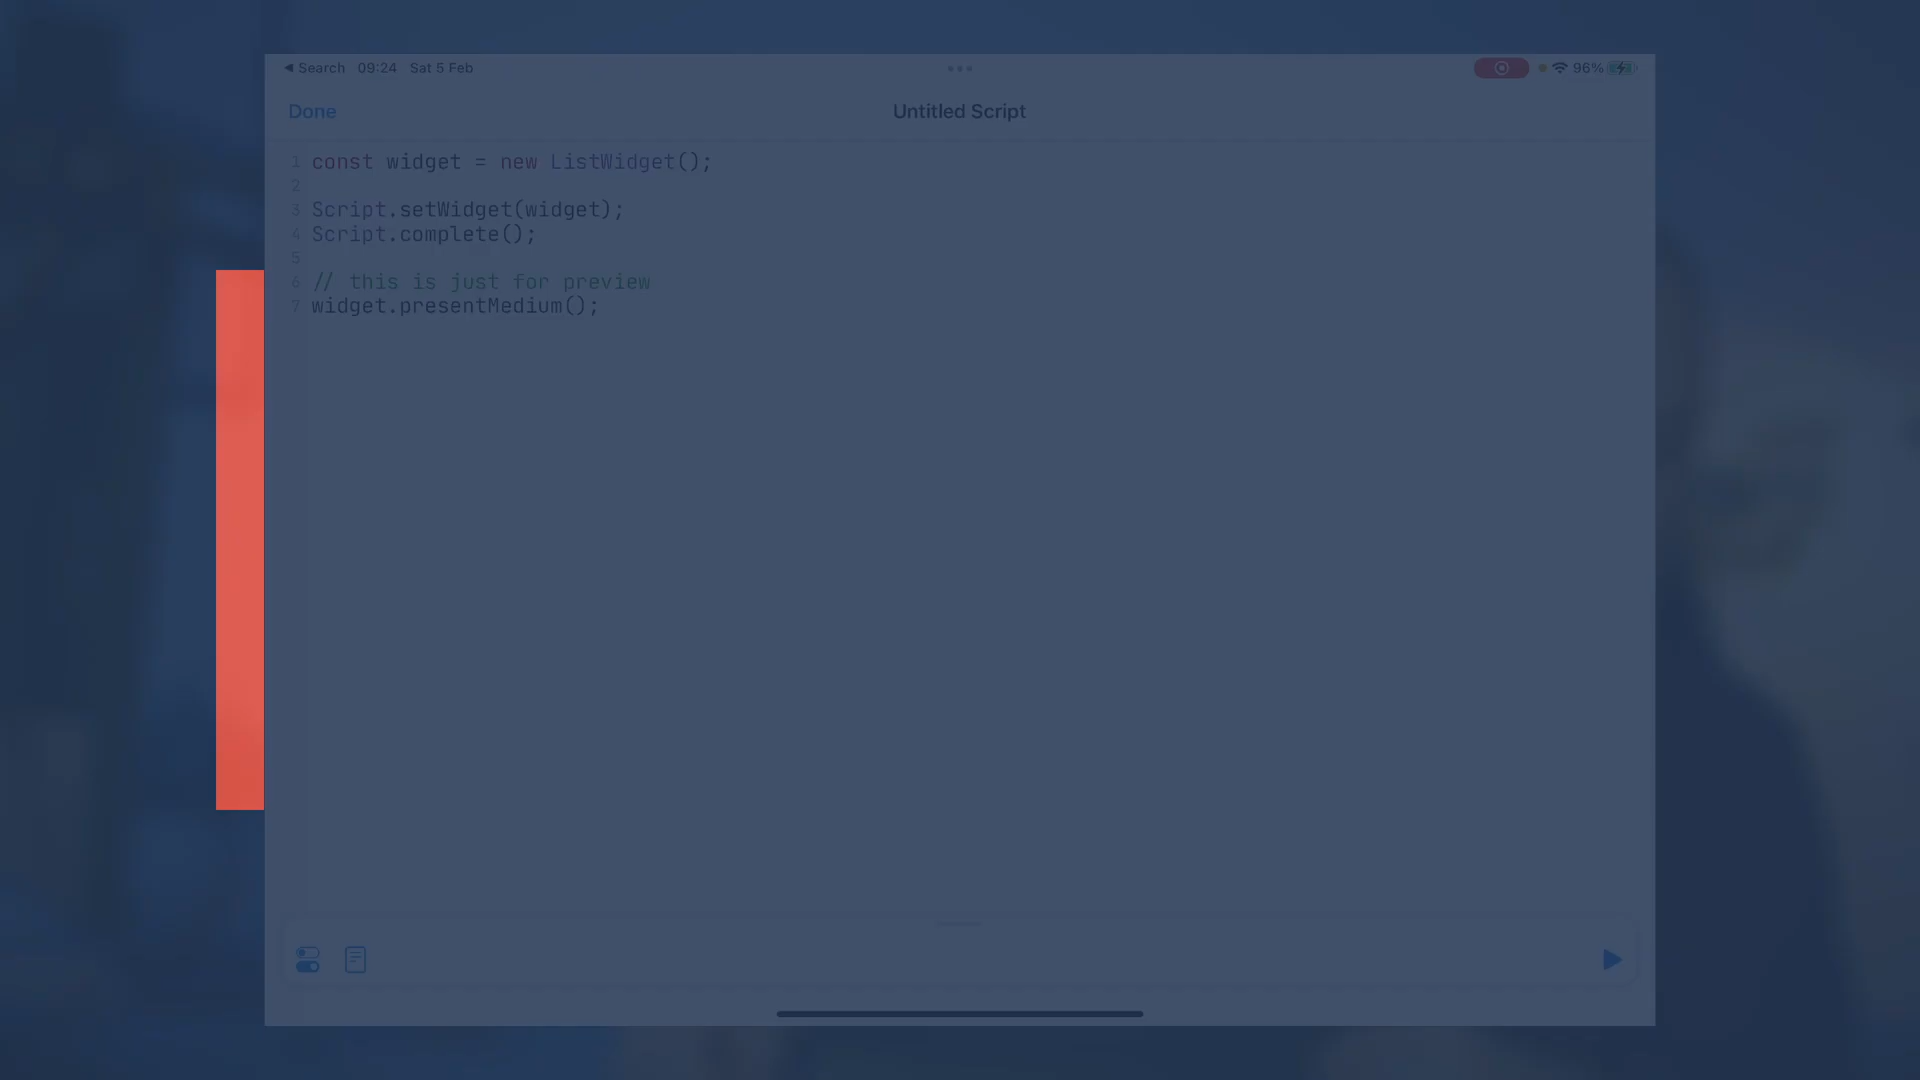 ◀ Search 09:24 Sat 5 Feb
96%
Done
Untitled Script
1 const widget = new ListWidget();
2
3 Script.setWidget(widget);
4 Script.complete();
5
6 // this is just for preview
7 widget.presentMedium();